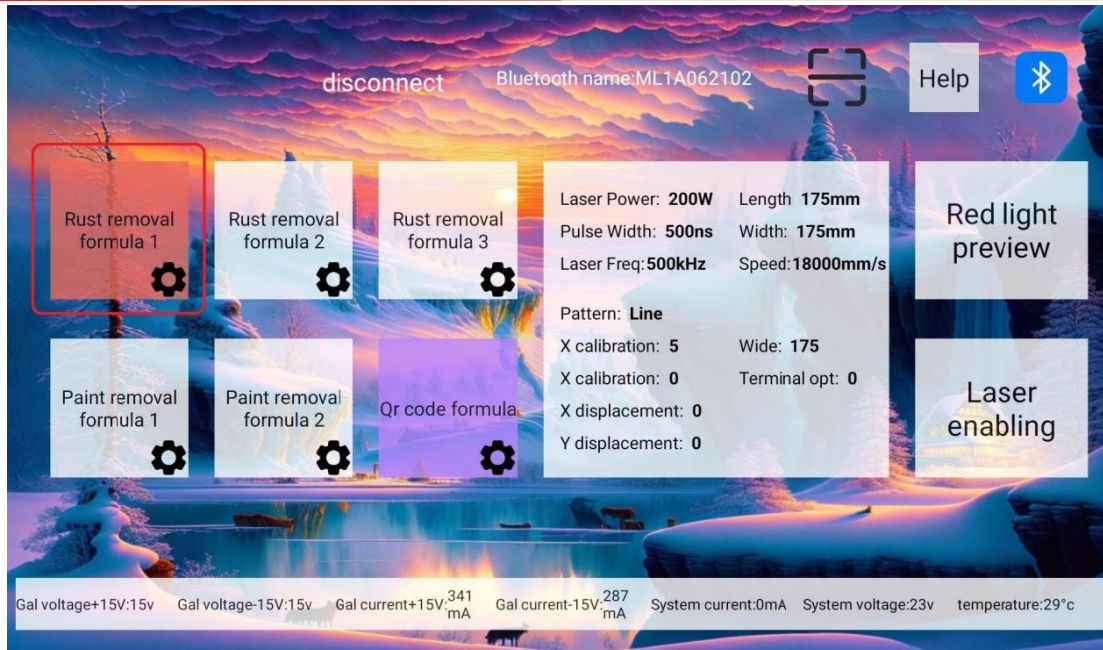 disconnect
Bluetooth name:ML1A062102
Help
Rust removal
formula 1
Rust removal
formula 2
Rust removal
formula 3
Paint removal
formula 1
Paint removal
formula 2
Qr code formula
Laser Power: 200W Length 175mm
Pulse Width: 500ns Width: 175mm
Laser Freq:500kHz Speed:18000mm/s
Pattern: Line
X calibration: 5 Wide: 175
X calibration: 0 Terminal opt: 0
X displacement: 0
Y displacement: 0
Red light
preview
Laser
enabling
Gal voltage+15V:15v Gal voltage-15V:15v Gal current+15V:341 mA Gal current-15V:287 mA System current:0mA System voltage:23v temperature:29°c